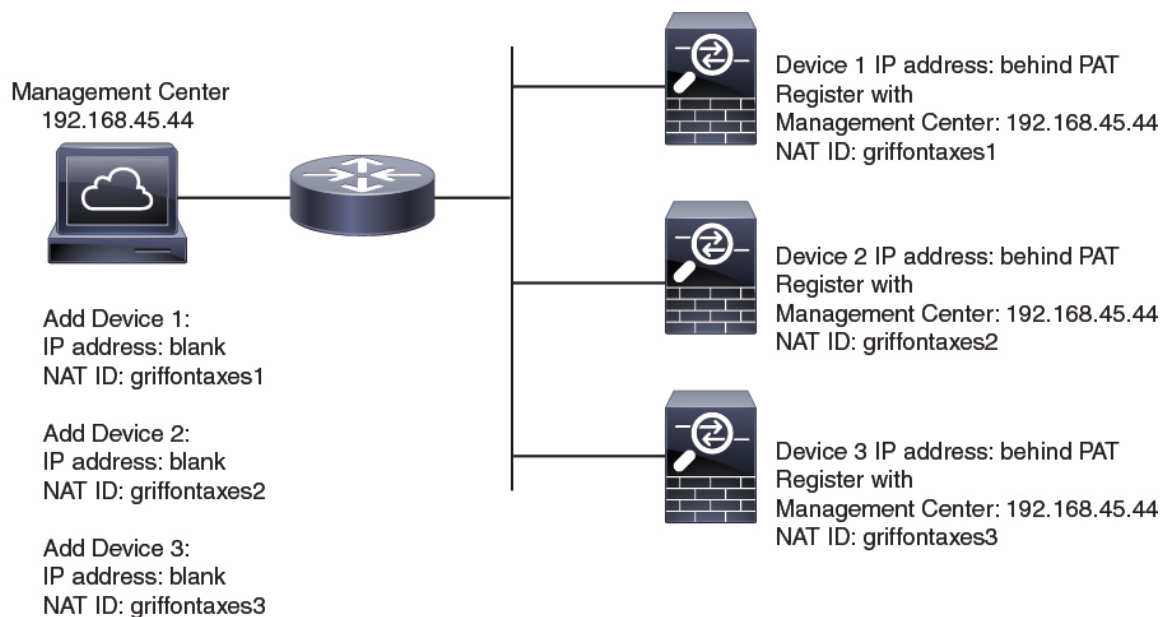 Management Center
192.168.45.44
Add Device 1:
IP address: blank
NAT ID: griffontaxes1
Add Device 2:
IP address: blank
NAT ID: griffontaxes2
Add Device 3:
IP address: blank
NAT ID: griffontaxes3
Device 1 IP address: behind PAT
Register with
Management Center: 192.168.45.44
NAT ID: griffontaxes1
Device 2 IP address: behind PAT
Register with
Management Center: 192.168.45.44
NAT ID: griffontaxes2
Device 3 IP address: behind PAT
Register with
Management Center: 192.168.45.44
NAT ID: griffontaxes3